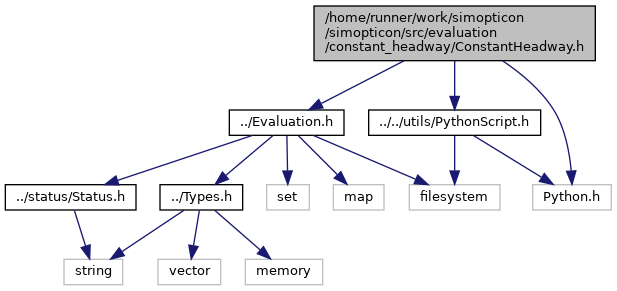 /home/runner/work/simopticon
/simopticon/src/evaluation
/constant_headway/ConstantHeadway.h
../Evaluation.h
../../utils/PythonScript.h
../status/Status.h
../Types.h
set
map
filesystem
Python.h
string
vector
memory